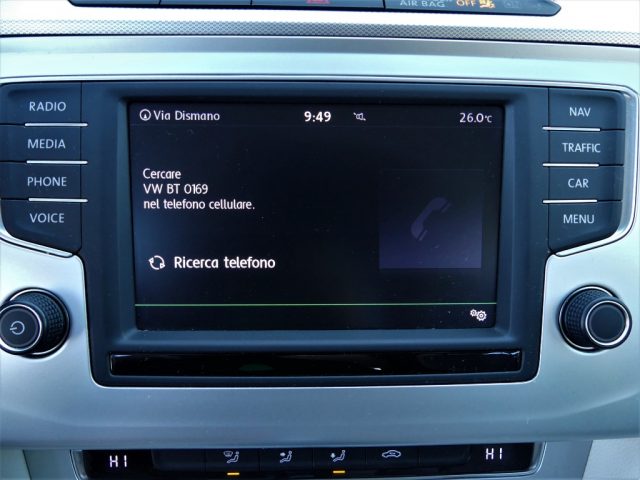 AIR BAG OFF
RADIO
MEDIA
PHONE
VOICE
Via Dismano 9:49 26.0°C
Cercare
VW BT 0169
nel telefono cellulare.
Ricerca telefono
NAV
TRAFFIC
CAR
MENU
HI HI